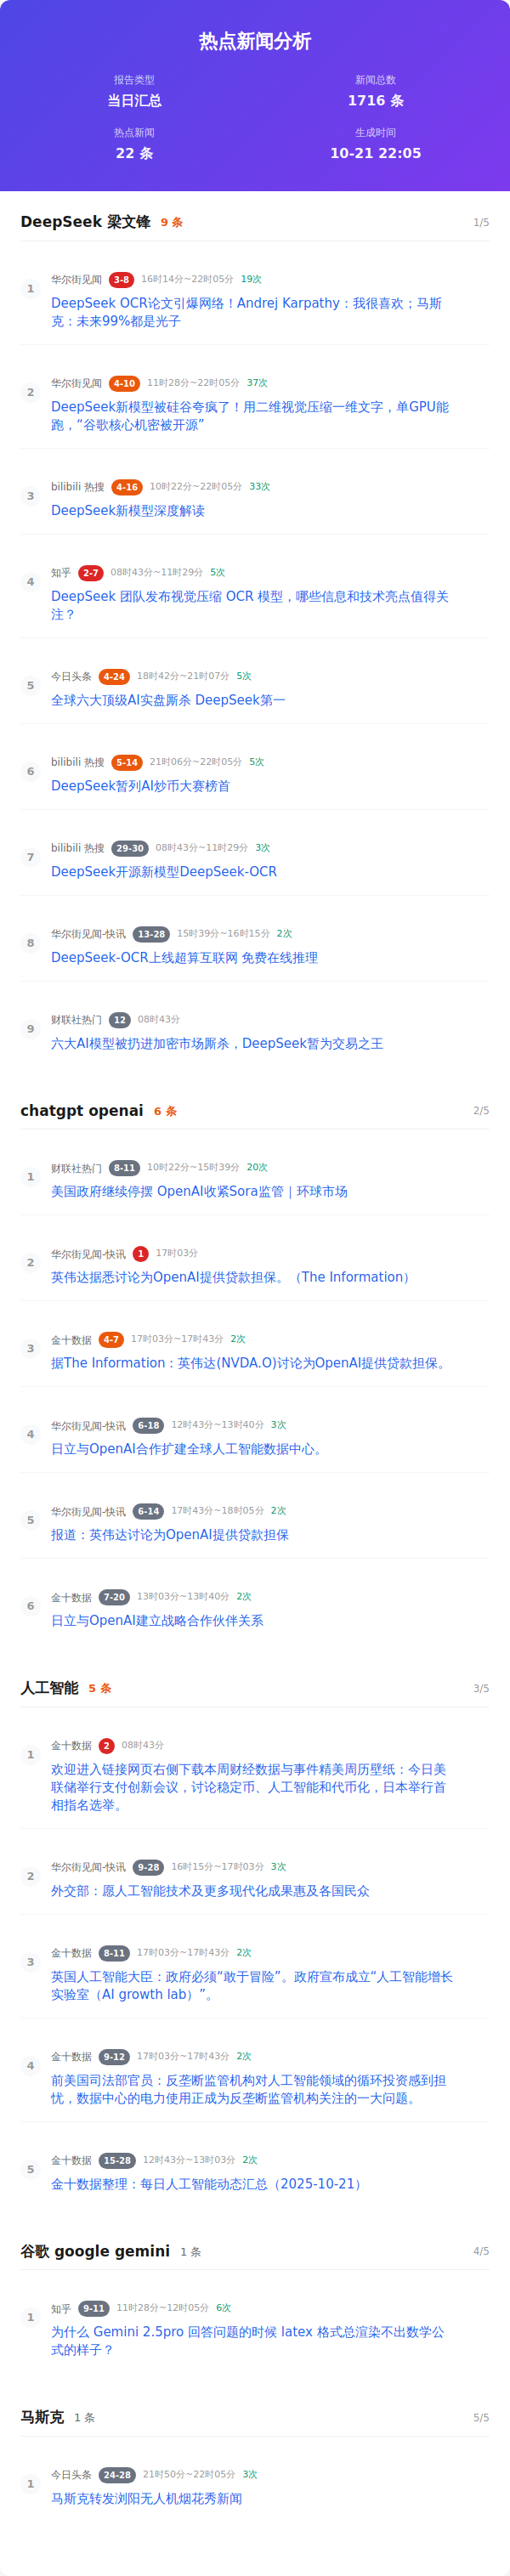 热点新闻分析
报告类型
新闻总数
当日汇总
1716 条
热点新闻
生成时间
22 条
10-21 22:05
DeepSeek 梁文锋 9 条 1/5
1
华尔街见闻 3-8 16时14分~22时05分 19次
DeepSeek OCR论文引爆网络！Andrej Karpathy：我很喜欢；马斯
克：未来99%都是光子
2
华尔街见闻 4-10 11时28分~22时05分 37次
DeepSeek新模型被硅谷夸疯了！用二维视觉压缩一维文字，单GPU能
跑，“谷歌核心机密被开源”
3
bilibili 热搜 4-16 10时22分~22时05分 33次
DeepSeek新模型深度解读
4
知乎 2-7 08时43分~11时29分 5次
DeepSeek 团队发布视觉压缩 OCR 模型，哪些信息和技术亮点值得关
注？
5
今日头条 4-24 18时42分~21时07分 5次
全球六大顶级AI实盘厮杀 DeepSeek第一
6
bilibili 热搜 5-14 21时06分~22时05分 5次
DeepSeek暂列AI炒币大赛榜首
7
bilibili 热搜 29-30 08时43分~11时29分 3次
DeepSeek开源新模型DeepSeek-OCR
8
华尔街见闻-快讯 13-28 15时39分~16时15分 2次
DeepSeek-OCR上线超算互联网 免费在线推理
9
财联社热门 12 08时43分
六大AI模型被扔进加密市场厮杀，DeepSeek暂为交易之王
chatgpt openai 6 条 2/5
1
财联社热门 8-11 10时22分~15时39分 20次
美国政府继续停摆 OpenAI收紧Sora监管｜环球市场
2
华尔街见闻-快讯 1 17时03分
英伟达据悉讨论为OpenAI提供贷款担保。（The Information）
3
金十数据 4-7 17时03分~17时43分 2次
据The Information：英伟达(NVDA.O)讨论为OpenAI提供贷款担保。
4
华尔街见闻-快讯 6-18 12时43分~13时40分 3次
日立与OpenAI合作扩建全球人工智能数据中心。
5
华尔街见闻-快讯 6-14 17时43分~18时05分 2次
报道：英伟达讨论为OpenAI提供贷款担保
6
金十数据 7-20 13时03分~13时40分 2次
日立与OpenAI建立战略合作伙伴关系
人工智能 5 条 3/5
1
金十数据 2 08时43分
欢迎进入链接网页右侧下载本周财经数据与事件精美周历壁纸：今日美
联储举行支付创新会议，讨论稳定币、人工智能和代币化，日本举行首
相指名选举。
2
华尔街见闻-快讯 9-28 16时15分~17时03分 3次
外交部：愿人工智能技术及更多现代化成果惠及各国民众
3
金十数据 8-11 17时03分~17时43分 2次
英国人工智能大臣：政府必须“敢于冒险”。政府宣布成立“人工智能增长
实验室（AI growth lab）”。
4
金十数据 9-12 17时03分~17时43分 2次
前美国司法部官员：反垄断监管机构对人工智能领域的循环投资感到担
忧，数据中心的电力使用正成为反垄断监管机构关注的一大问题。
5
金十数据 15-28 12时43分~13时03分 2次
金十数据整理：每日人工智能动态汇总（2025-10-21）
谷歌 google gemini 1 条 4/5
1
知乎 9-11 11时28分~12时05分 6次
为什么 Gemini 2.5pro 回答问题的时候 latex 格式总渲染不出数学公
式的样子？
马斯克 1 条 5/5
1
今日头条 24-28 21时50分~22时05分 3次
马斯克转发浏阳无人机烟花秀新闻